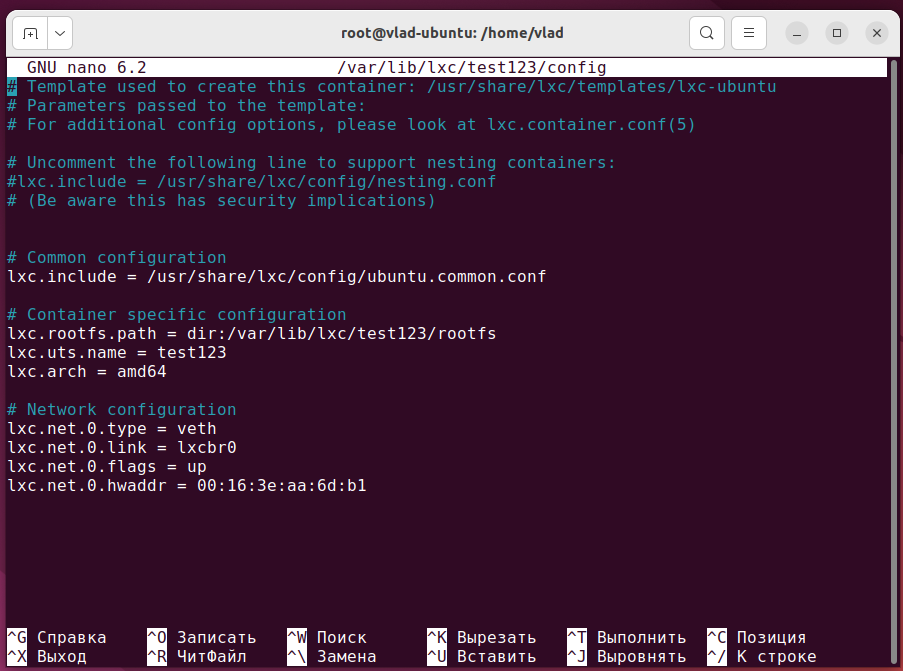 root@vlad-ubuntu: /home/vlad
GNU nano 6.2 /var/lib/lxc/test123/config
# Template used to create this container: /usr/share/lxc/templates/lxc-ubuntu
# Parameters passed to the template:
# For additional config options, please look at lxc.container.conf(5)
# Uncomment the following line to support nesting containers:
#lxc.include = /usr/share/lxc/config/nesting.conf
# (Be aware this has security implications)
# Common configuration
lxc.include = /usr/share/lxc/config/ubuntu.common.conf
# Container specific configuration
lxc.rootfs.path = dir:/var/lib/lxc/test123/rootfs
lxc.uts.name = test123
lxc.arch = amd64
# Network configuration
lxc.net.0.type = veth
lxc.net.0.link = lxcbr0
lxc.net.0.flags = up
lxc.net.0.hwaddr = 00:16:3e:aa:6d:b1
^G Справка ^O Записать ^W Поиск ^K Вырезать ^T Выполнить ^C Позиция
^X Выход ^R ЧитФайл ^\ Замена ^U Вставить ^J Выровнять ^/ К строке